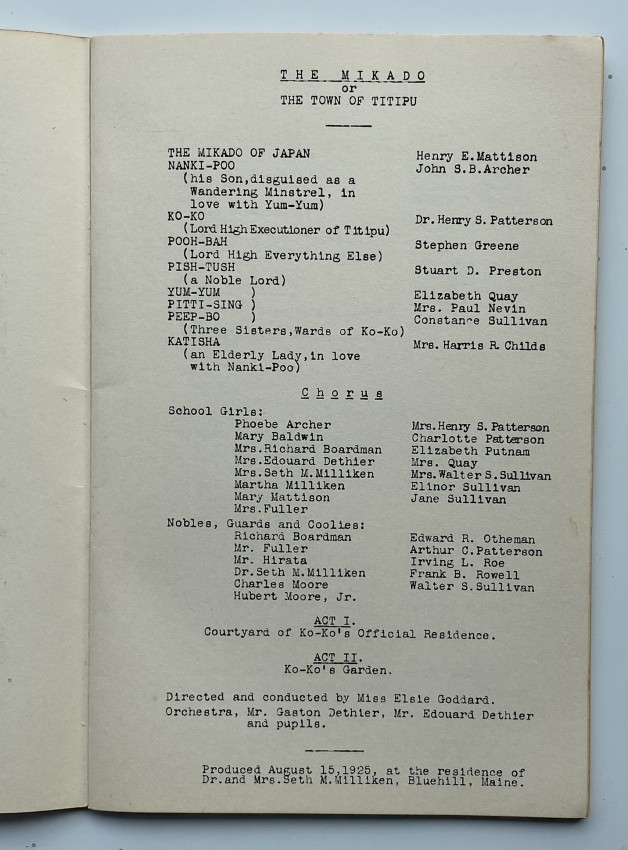 THE MIKADO
or
THE TOWN OF TITIPU
THE MIKADO OF JAPAN Henry E.Mattison
NANKI-POO John S.B.Archer
(his Son,disguised as a
Wandering Minstrel, in
love with Yum-Yum)
KO-KO Dr.Henry S.Patterson
(Lord High Executioner of Titipu)
POOH-BAH Stephen Greene
(Lord High Everything Else)
PISH-TUSH Stuart D. Preston
(a Noble Lord)
YUM-YUM ) Elizabeth Quay
PITTI-SING ) Mrs. Paul Nevin
PEEP-BO ) Constance Sullivan
(Three Sisters,Wards of Ko-Ko)
KATISHA Mrs.Harris R.Childs
(an Elderly Lady,in love
with Nanki-Poo)
Chorus
School Girls:
Phoebe Archer Mrs.Henry S.Patterson
Mary Baldwin Charlotte Patterson
Mrs.Richard Boardman Elizabeth Putnam
Mrs.Edouard Dethier Mrs. Quay
Mrs.Seth M.Milliken Mrs.Walter S.Sullivan
Martha Milliken Elinor Sullivan
Mary Mattison Jane Sullivan
Mrs.Fuller
Nobles, Guards and Coolies:
Richard Boardman Edward R. Otheman
Mr. Fuller Arthur C.Patterson
Mr. Hirata Irving L. Roe
Dr.Seth M.Milliken Frank B. Rowell
Charles Moore Walter S.Sullivan
Hubert Moore, Jr.
ACT I.
Courtyard of Ko-Ko's Official Residence.
ACT II.
Ko-Ko's Garden.
Directed and conducted by Miss Elsie Goddard.
Orchestra, Mr. Gaston Dethier, Mr. Edouard Dethier
and pupils.
Produced August 15,1925, at the residence of
Dr.and Mrs.Seth M.Milliken, Bluehill, Maine.